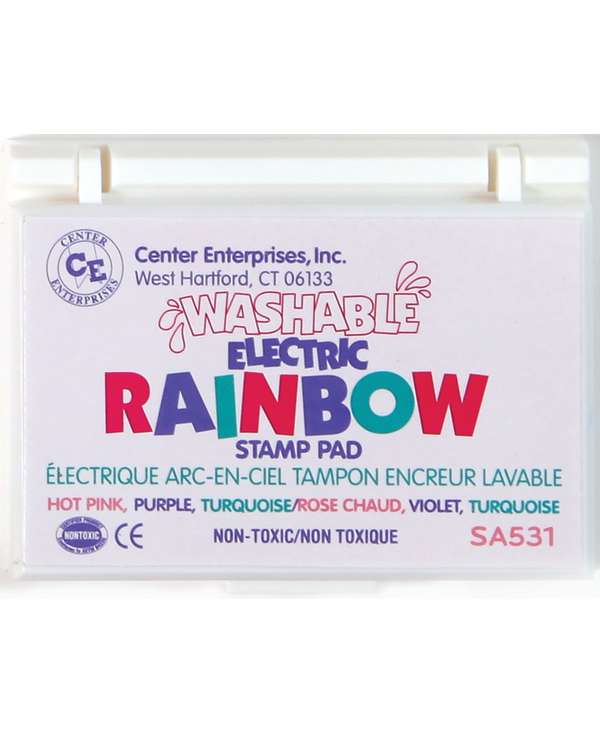 CENTER
CE
ENTERPRISES
Center Enterprises, Inc.
West Hartford, CT 06133
WASHABLE
ELECTRIC
RAINBOW
STAMP PAD
ÉLECTRIQUE ARC-EN-CIEL TAMPON ENCREUR LAVABLE
HOT PINK, PURPLE, TURQUOISE/ROSE CHAUD, VIOLET, TURQUOISE
NONTOXIC
CE
NON-TOXIC/NON TOXIQUE
SA531